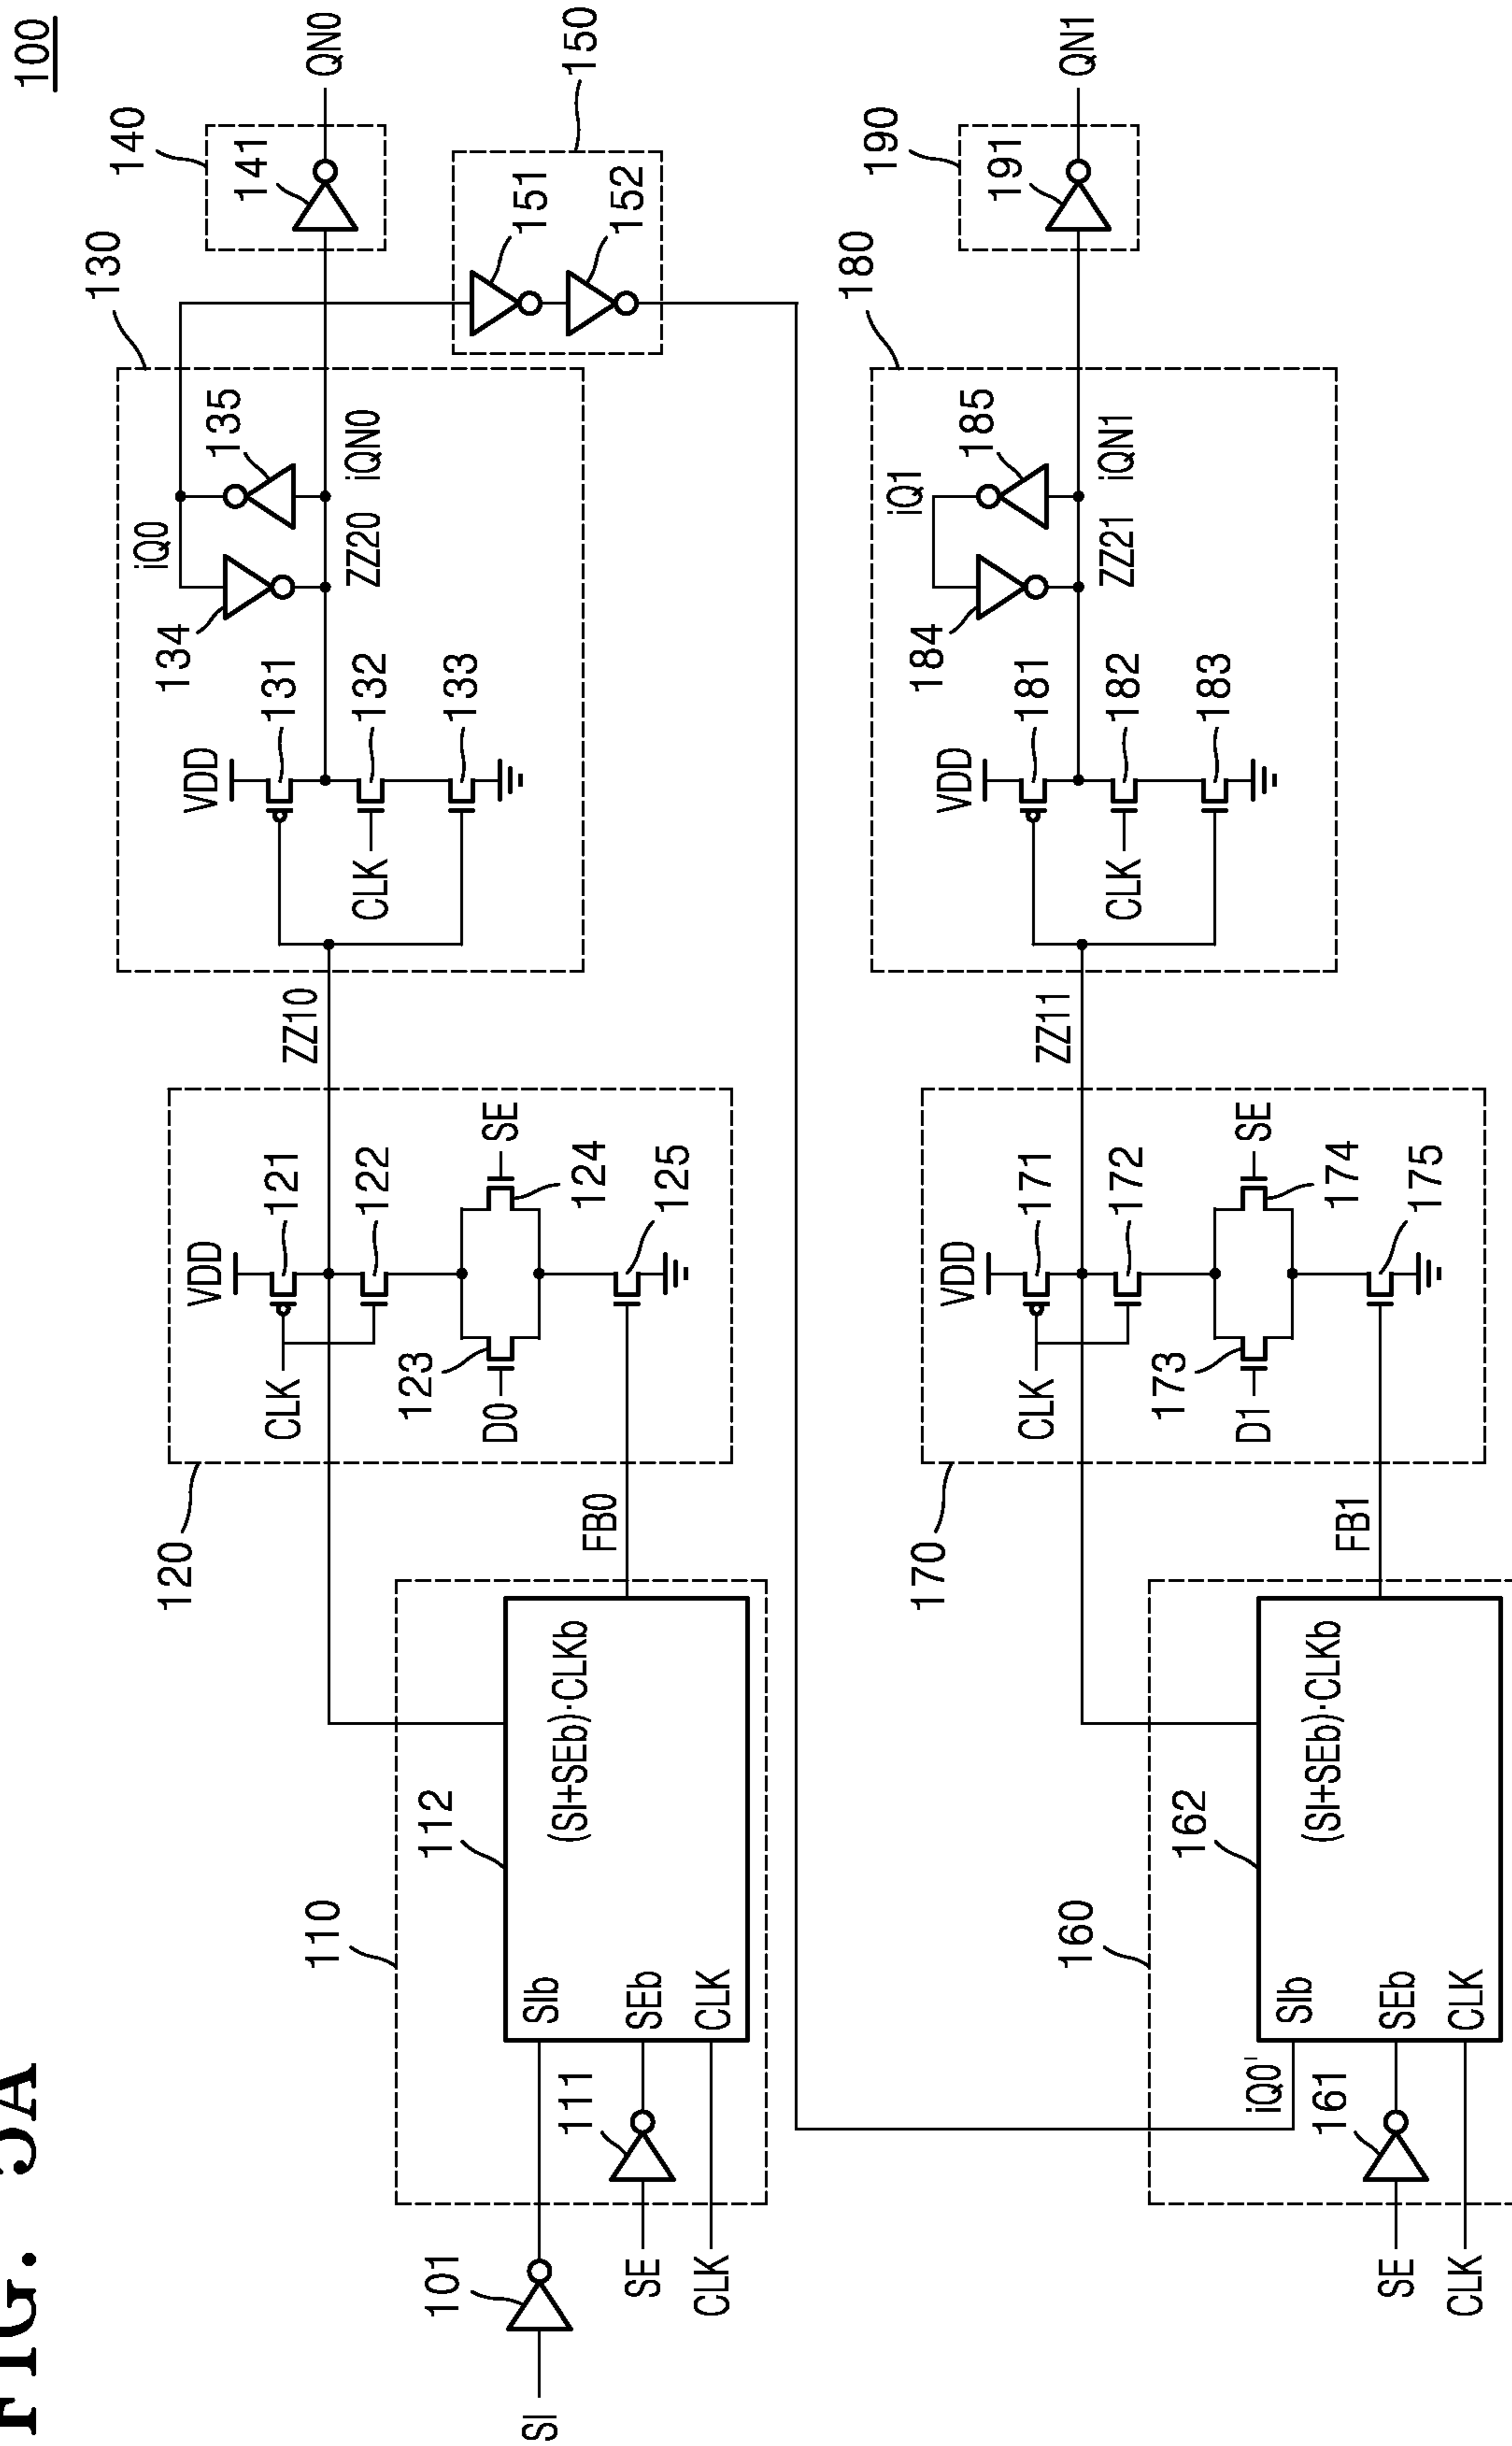 FIG.
100
SI
101
110
SE
111
CLK
SIb
SEb
CLK
112
(SI+SEb)·CLKb
FB0
120
VDD
CLK
121
122
123
D0
SE
124
125
ZZ10
130
VDD
131
CLK
132
133
134
iQ0
135
ZZ20
iQN0
140
141
QN0
150
151
152
160
iQ0'
SE
161
CLK
SIb
SEb
CLK
162
(SI+SEb)·CLKb
FB1
170
VDD
CLK
171
172
173
D1
SE
174
175
ZZ11
180
VDD
181
CLK
182
183
184
iQ1
185
ZZ21
iQN1
190
191
QN1